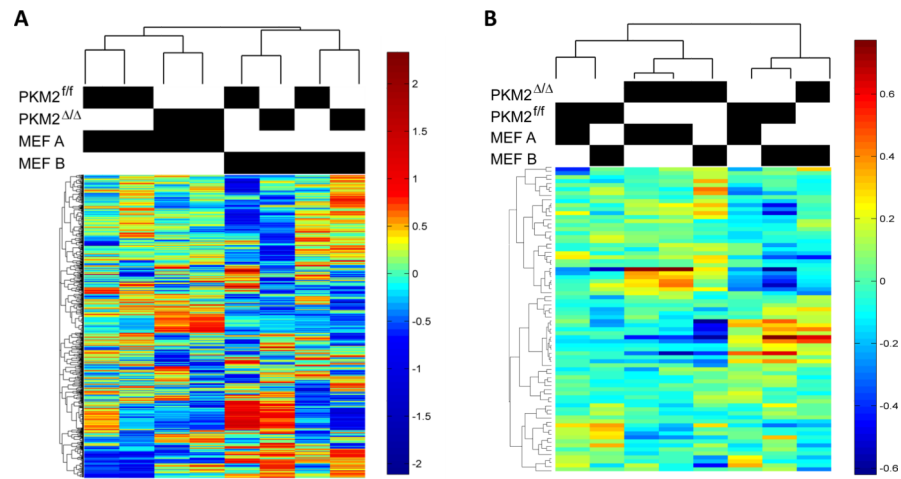 A
B
PKM2f/f
PKM2Δ/Δ
MEF A
MEF B
2
1.5
1
0.5
0
-0.5
-1
-1.5
-2
PKM2Δ/Δ
PKM2f/f
MEF A
MEF B
0.6
0.4
0.2
0
-0.2
-0.4
-0.6